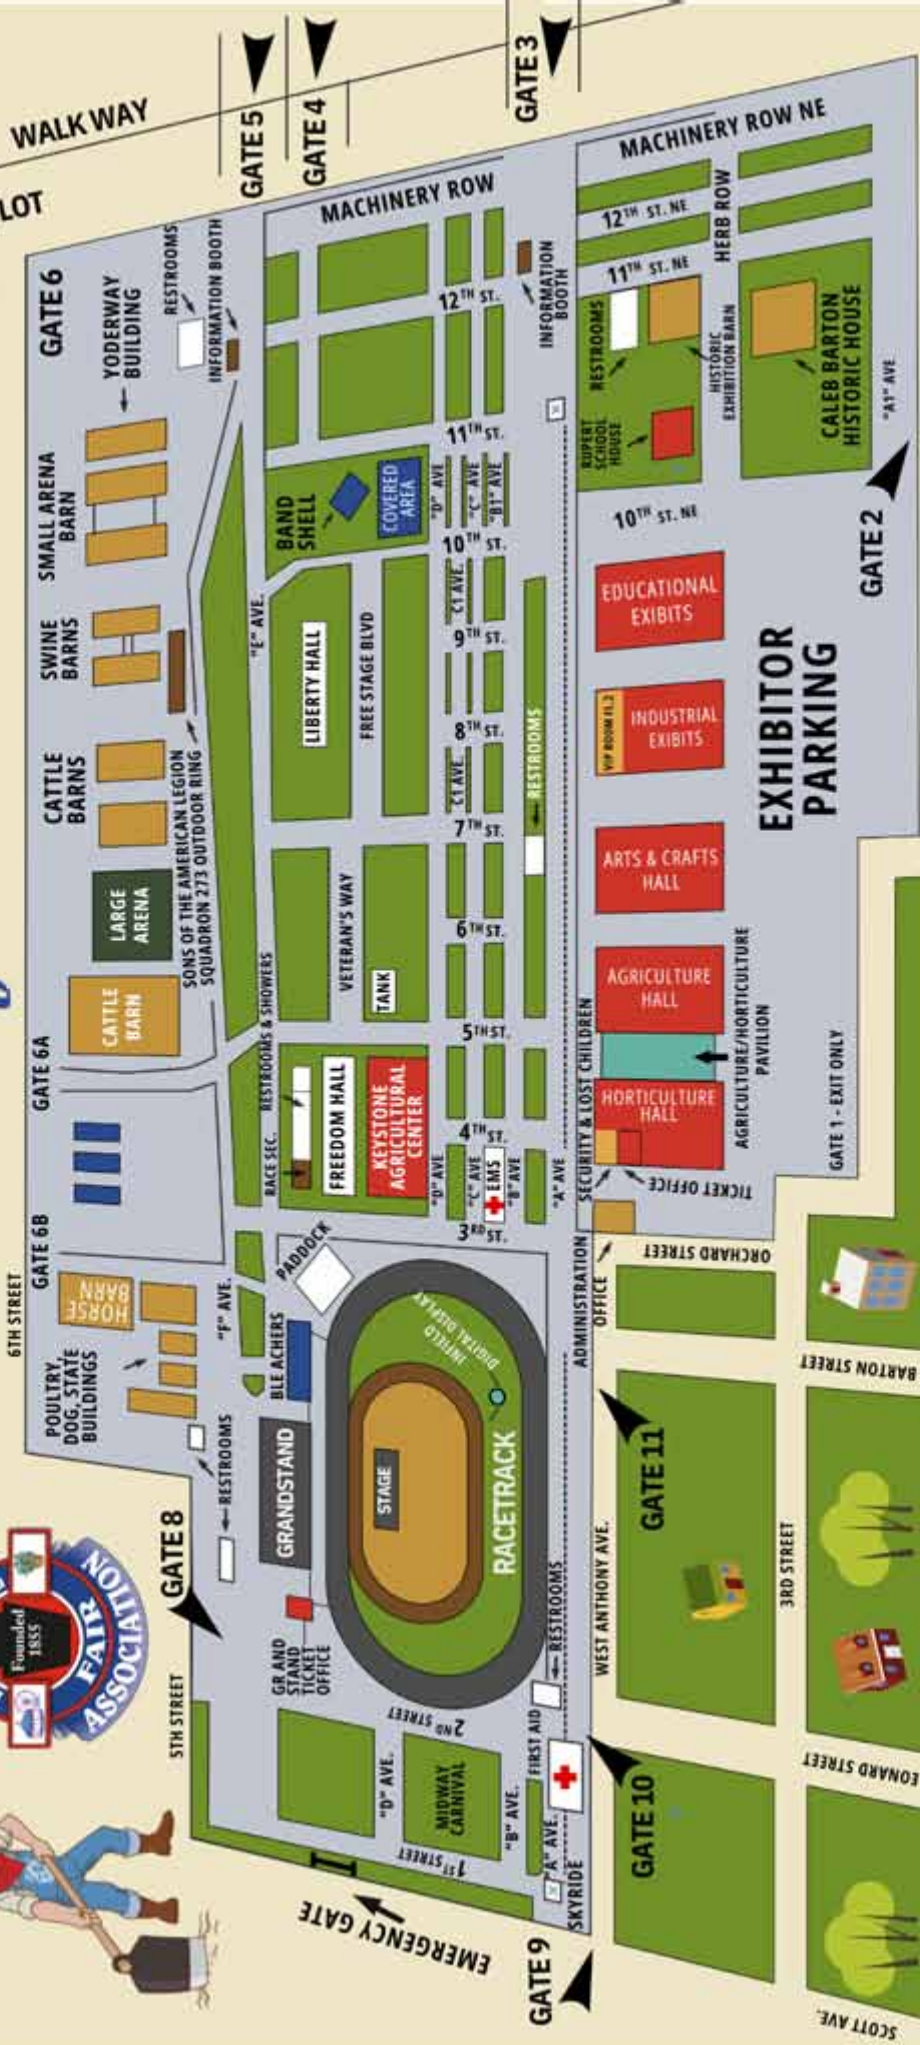 LOT
WALK WAY
GATE 5
GATE 4
GATE 3
GATE 6
YODERWAY
BUILDING
RESTROOMS
INFORMATION BOOTH
MACHINERY ROW
MACHINERY ROW NE
12TH ST. NE
HERB ROW
11TH ST. NE
12TH ST.
INFORMATION
BOOTH
RESTROOMS
HISTORIC
EXHIBITION BARN
CALEB BARTON
HISTORIC HOUSE
"A1" AVE
RUPERT
SCHOOL
HOUSE
SMALL ARENA
BARN
11TH ST.
BAND
SHELL
COVERED
AREA
"D" AVE
"C" AVE
"B1" AVE
10TH ST.
10TH ST. NE
GATE 2
SWINE
BARNS
"E" AVE.
LIBERTY HALL
FREE STAGE BLVD
C1 AVE.
9TH ST.
8TH ST.
C1 AVE.
7TH ST.
RESTROOMS
EDUCATIONAL
EXIBITS
VIP ROOM FL.2
INDUSTRIAL
EXIBITS
EXHIBITOR
PARKING
CATTLE
BARNS
SONS OF THE AMERICAN LEGION
SQUADRON 273 OUTDOOR RING
LARGE
ARENA
ARTS & CRAFTS
HALL
VETERAN'S WAY
6TH ST.
TANK
CATTLE
BARN
5TH ST.
AGRICULTURE
HALL
AGRICULTURE/HORTICULTURE
PAVILION
GATE 6A
RESTROOMS & SHOWERS
RACE SEC.
FREEDOM HALL
KEYSTONE
AGRICULTURAL
CENTER
4TH ST.
"D" AVE
"C" AVE
EMS
"B" AVE
"A" AVE
3RD ST.
SECURITY & LOST CHILDREN
HORTICULTURE
HALL
TICKET OFFICE
GATE 1 - EXIT ONLY
6TH STREET
GATE 6B
HORSE
BARN
"F" AVE.
PADDOCK
POULTRY,
DOG, STATE
BUILDINGS
BLEACHERS
INFIELD
DIGITAL DISPLAY
ADMINISTRATION
OFFICE
ORCHARD STREET
BARTON STREET
RESTROOMS
GRANDSTAND
STAGE
RACETRACK
GATE 11
Founded
1855
FAIR
ASSOCIATION
GATE 8
GRAND
STAND
TICKET
OFFICE
RESTROOMS
WEST ANTHONY AVE.
3RD STREET
5TH STREET
2ND STREET
"D" AVE.
MIDWAY
CARNIVAL
1ST STREET
"B" AVE.
FIRST AID
"A" AVE.
SKYRIDE
GATE 10
EONARD STREET
EMERGENCY GATE
GATE 9
SCOTT AVE.